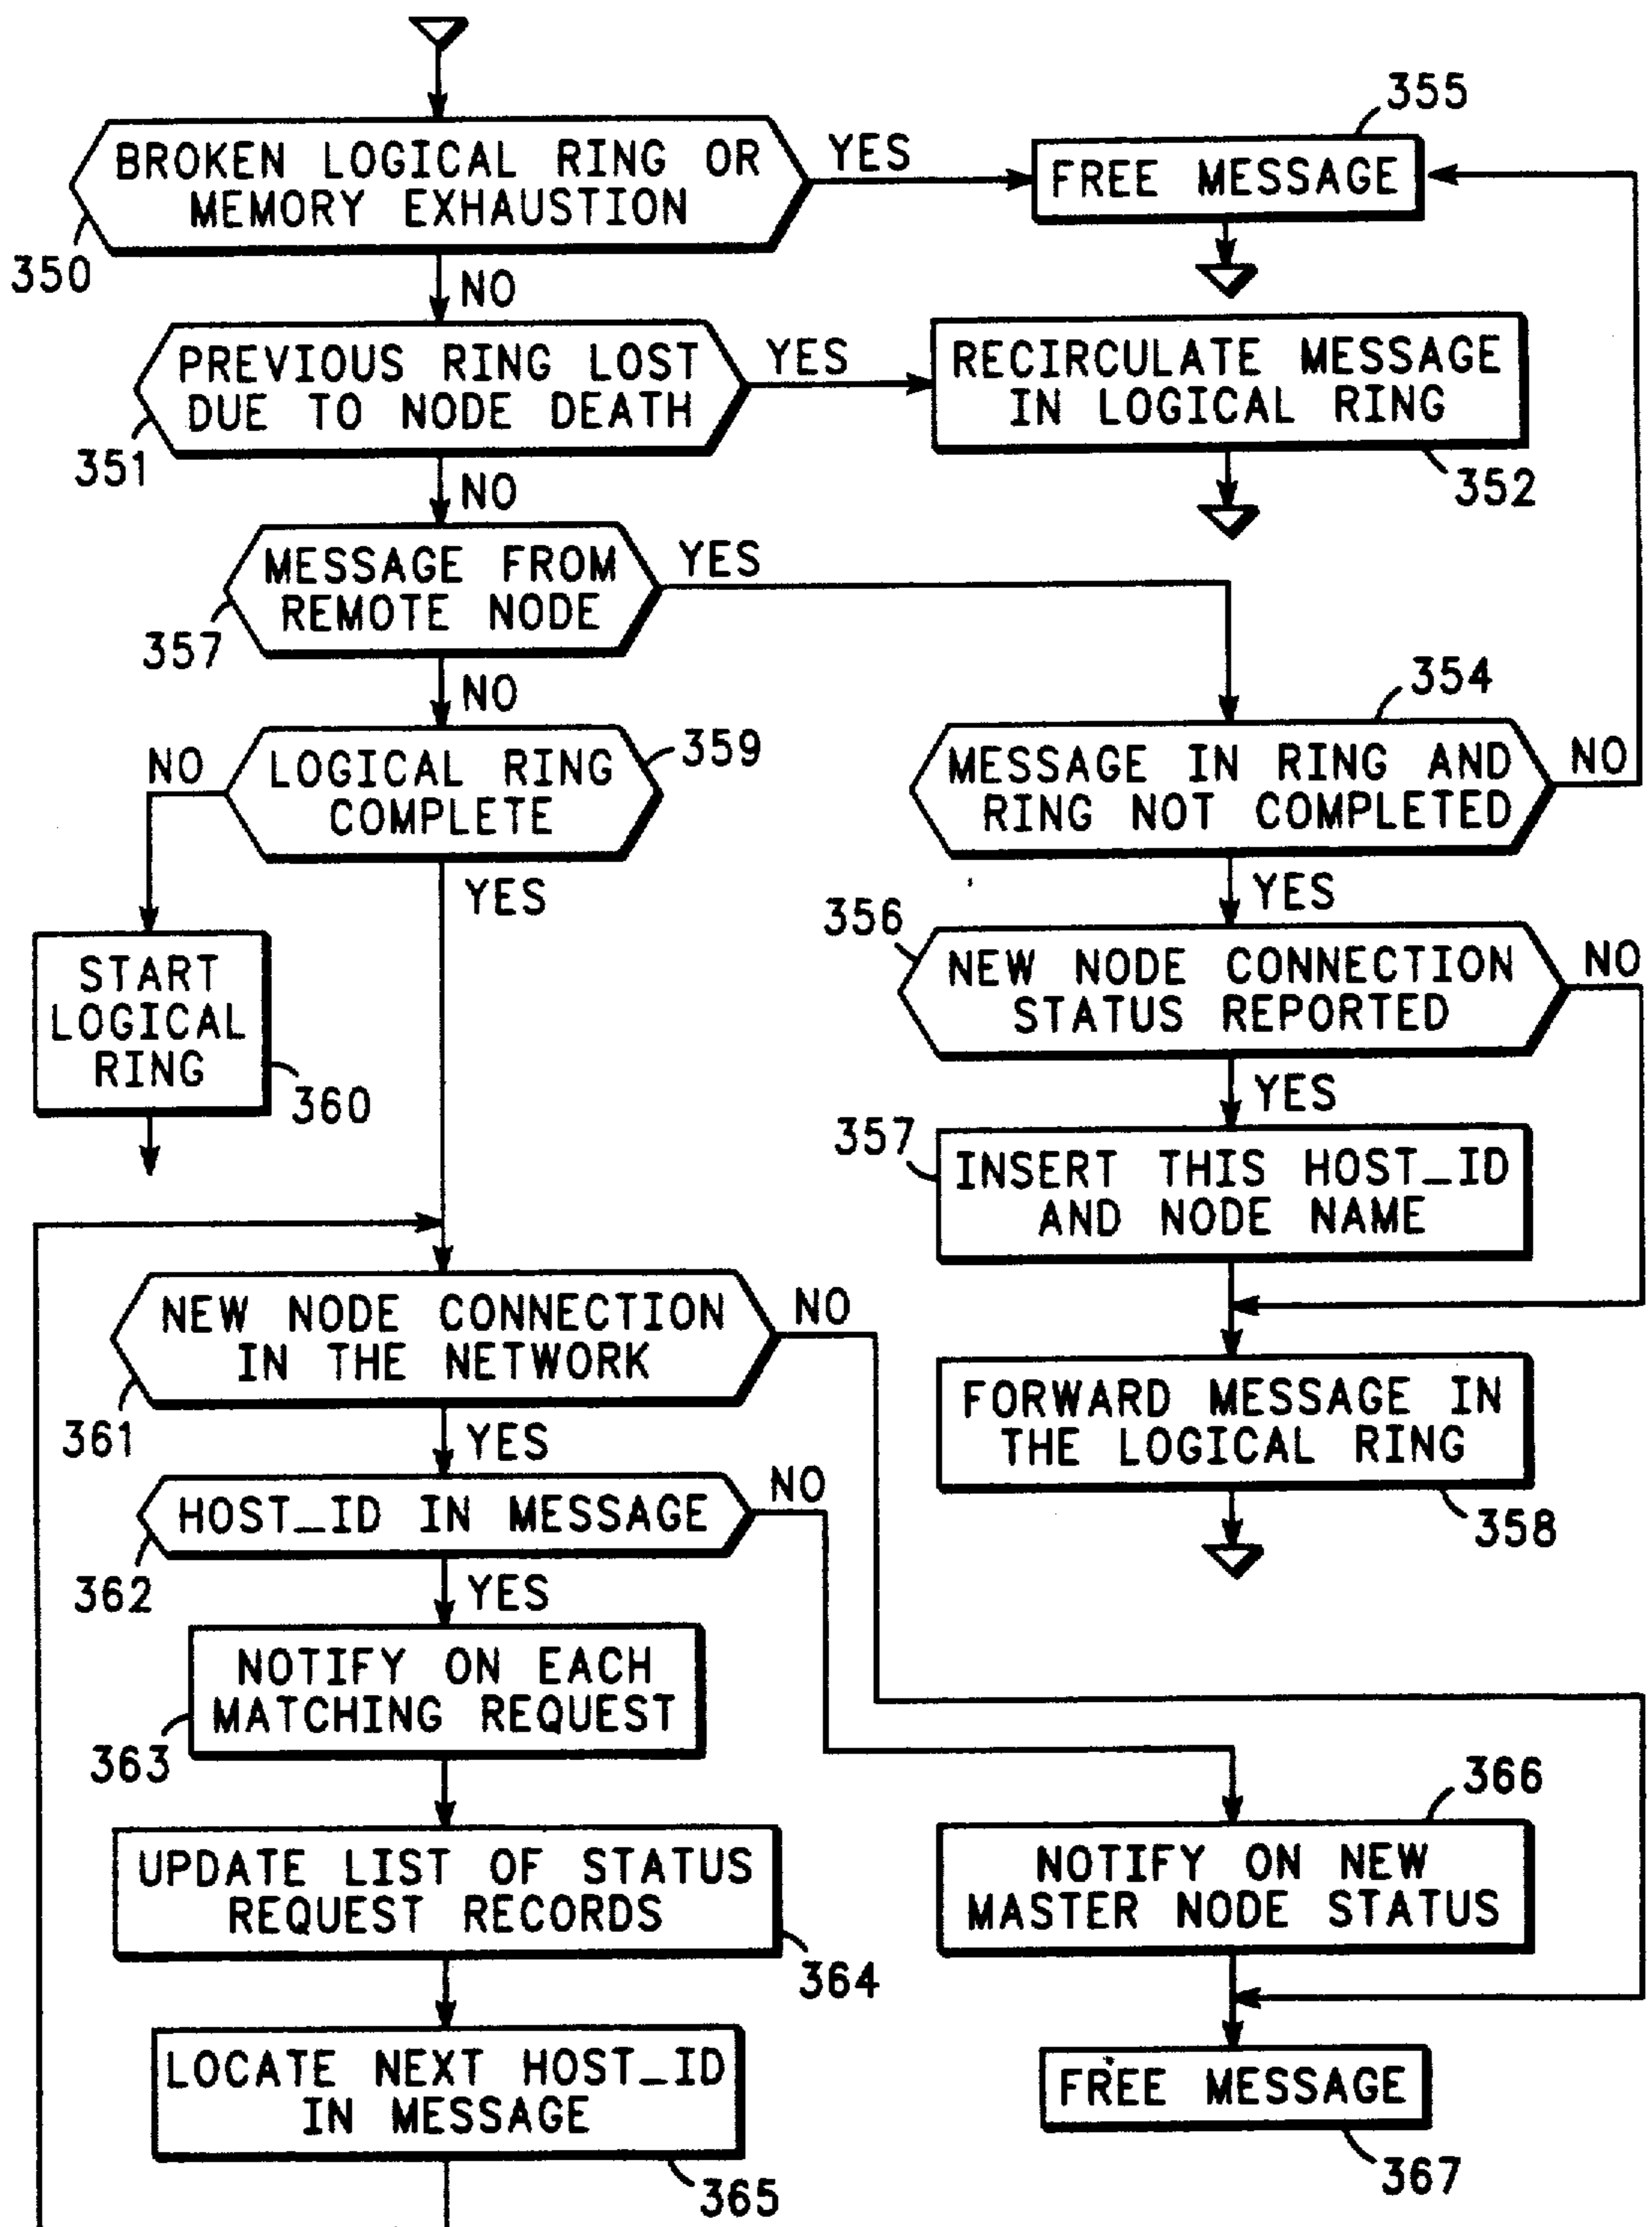 355
BROKEN LOGICAL RING OR
MEMORY EXHAUSTION
YES
FREE MESSAGE
350
NO
PREVIOUS RING LOST
DUE TO NODE DEATH
YES
RECIRCULATE MESSAGE
IN LOGICAL RING
351
352
NO
MESSAGE FROM
REMOTE NODE
YES
357
NO
354
LOGICAL RING
COMPLETE
359
NO
YES
MESSAGE IN RING AND
RING NOT COMPLETED
NO
YES
START
LOGICAL
RING
360
356
NEW NODE CONNECTION
STATUS REPORTED
NO
YES
357
INSERT THIS HOST_ID
AND NODE NAME
NEW NODE CONNECTION
IN THE NETWORK
NO
361
YES
FORWARD MESSAGE IN
THE LOGICAL RING
358
HOST_ID IN MESSAGE
NO
362
YES
NOTIFY ON EACH
MATCHING REQUEST
363
366
UPDATE LIST OF STATUS
REQUEST RECORDS
364
NOTIFY ON NEW
MASTER NODE STATUS
LOCATE NEXT HOST_ID
IN MESSAGE
365
FREE MESSAGE
367